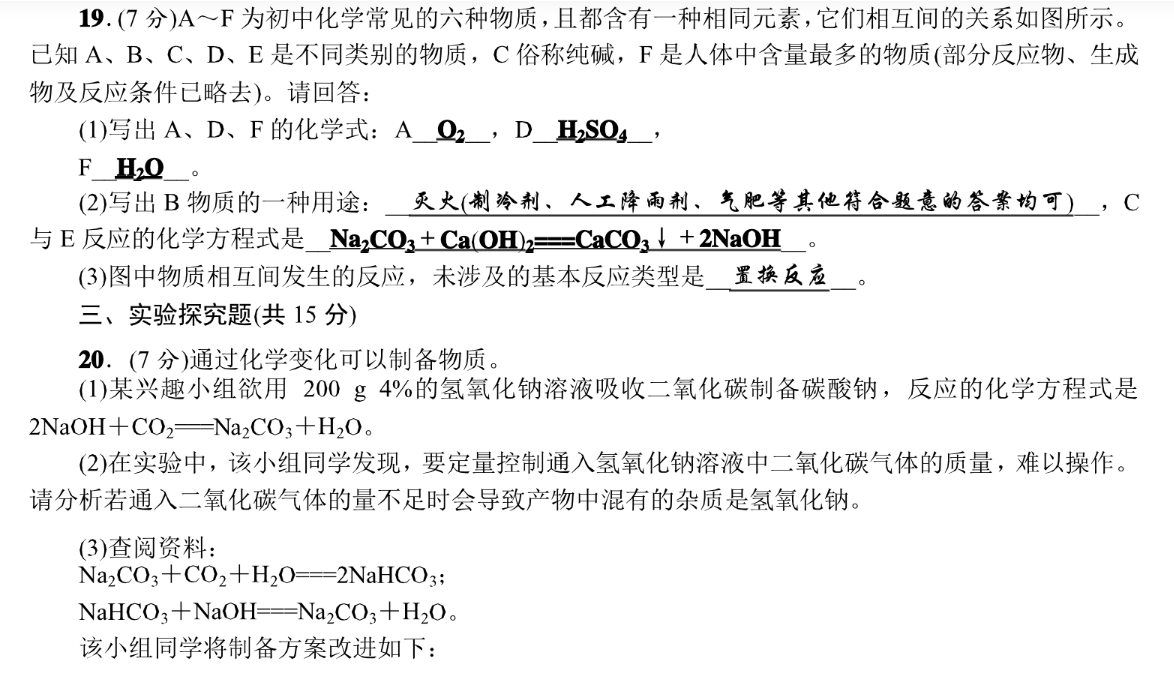 19.(7 分)A～F 为初中化学常见的六种物质,且都含有一种相同元素,它们相互间的关系如图所示。
已知 A、B、C、D、E 是不同类别的物质，C 俗称纯碱，F 是人体中含量最多的物质(部分反应物、生成
物及反应条件已略去)。请回答：
(1)写出 A、D、F 的化学式：A__O₂__，D__H₂SO₄__，
F__H₂O__。
(2)写出 B 物质的一种用途：__灭火(制冷剂、人工降雨剂、气肥等其他符合题意的答案均可)__，C
与 E 反应的化学方程式是__Na₂CO₃+Ca(OH)₂===CaCO₃↓+2NaOH__。
(3)图中物质相互间发生的反应，未涉及的基本反应类型是__置换反应__。
三、实验探究题(共 15 分)
20．(7 分)通过化学变化可以制备物质。
(1)某兴趣小组欲用 200 g 4%的氢氧化钠溶液吸收二氧化碳制备碳酸钠，反应的化学方程式是
2NaOH＋CO₂===Na₂CO₃＋H₂O。
(2)在实验中，该小组同学发现，要定量控制通入氢氧化钠溶液中二氧化碳气体的质量，难以操作。
请分析若通入二氧化碳气体的量不足时会导致产物中混有的杂质是氢氧化钠。
(3)查阅资料：
Na₂CO₃＋CO₂＋H₂O===2NaHCO₃;
NaHCO₃＋NaOH===Na₂CO₃＋H₂O。
该小组同学将制备方案改进如下：